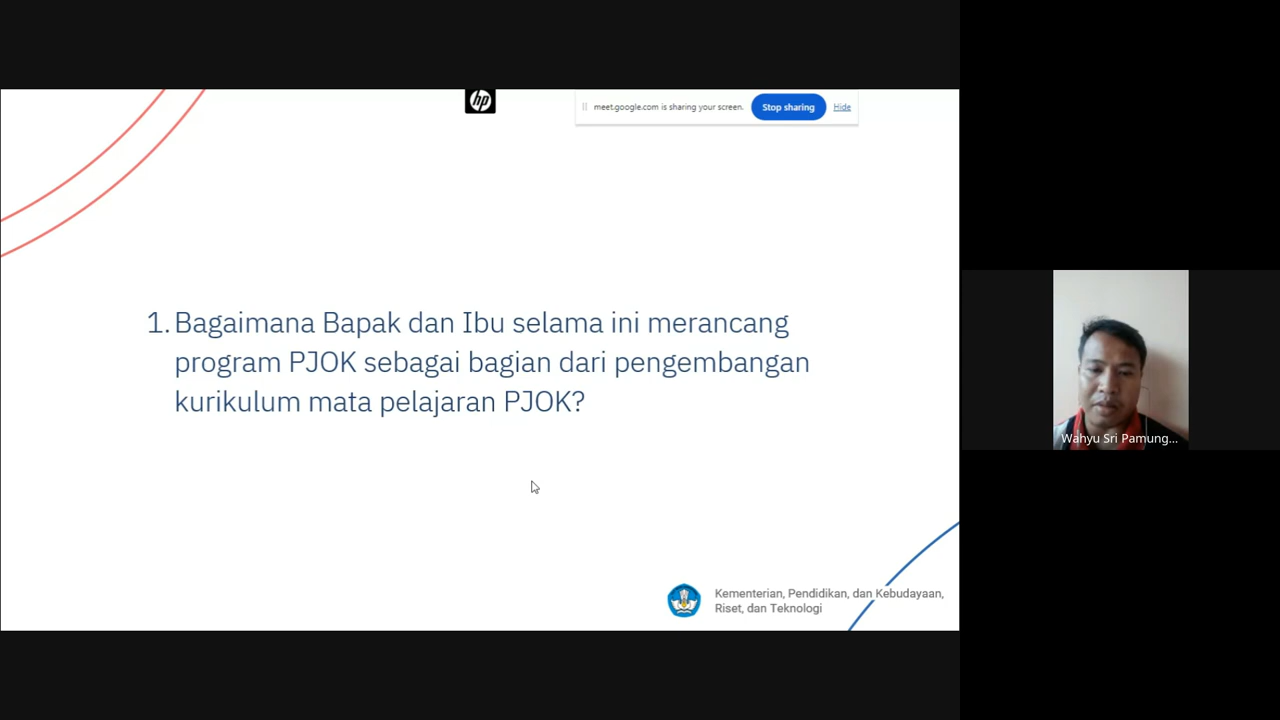 hp
meet.google.com is sharing your screen.
Stop sharing
Hide
1. Bagaimana Bapak dan Ibu selama ini merancang
program PJOK sebagai bagian dari pengembangan
kurikulum mata pelajaran PJOK?
Wahyu Sri Pamung...
Kementerian, Pendidikan, dan Kebudayaan,
Riset, dan Teknologi